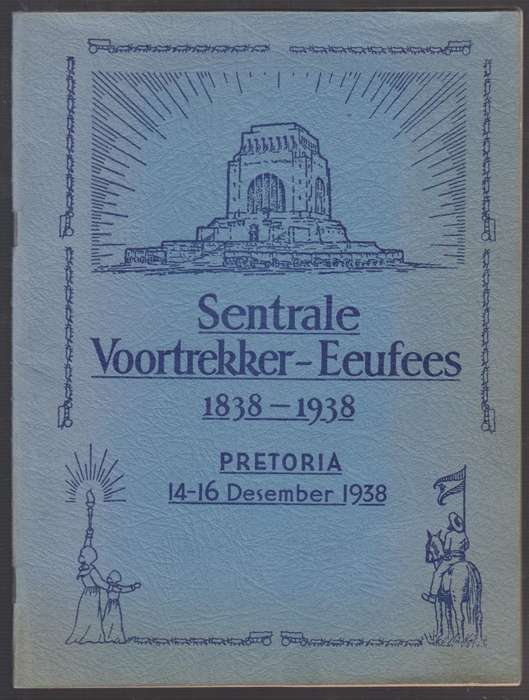 Sentrale
Voortrekker-Eeufees
1838-1938
PRETORIA
14-16 Desember 1938